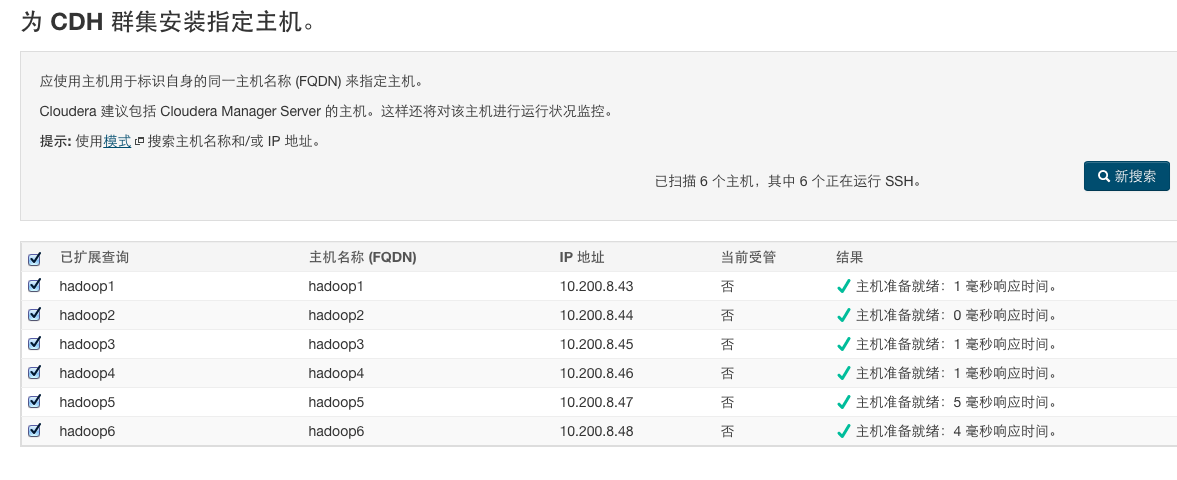 为 CDH 群集安装指定主机。
应使用主机用于标识自身的同一主机名称 (FQDN) 来指定主机。
Cloudera 建议包括 Cloudera Manager Server 的主机。这样还将对该主机进行运行状况监控。
提示: 使用模式 搜索主机名称和/或 IP 地址。
已扫描 6 个主机，其中 6 个正在运行 SSH。
新搜索
已扩展查询 主机名称 (FQDN) IP 地址 当前受管 结果
hadoop1 hadoop1 10.200.8.43 否 主机准备就绪：1 毫秒响应时间。
hadoop2 hadoop2 10.200.8.44 否 主机准备就绪：0 毫秒响应时间。
hadoop3 hadoop3 10.200.8.45 否 主机准备就绪：1 毫秒响应时间。
hadoop4 hadoop4 10.200.8.46 否 主机准备就绪：1 毫秒响应时间。
hadoop5 hadoop5 10.200.8.47 否 主机准备就绪：5 毫秒响应时间。
hadoop6 hadoop6 10.200.8.48 否 主机准备就绪：4 毫秒响应时间。